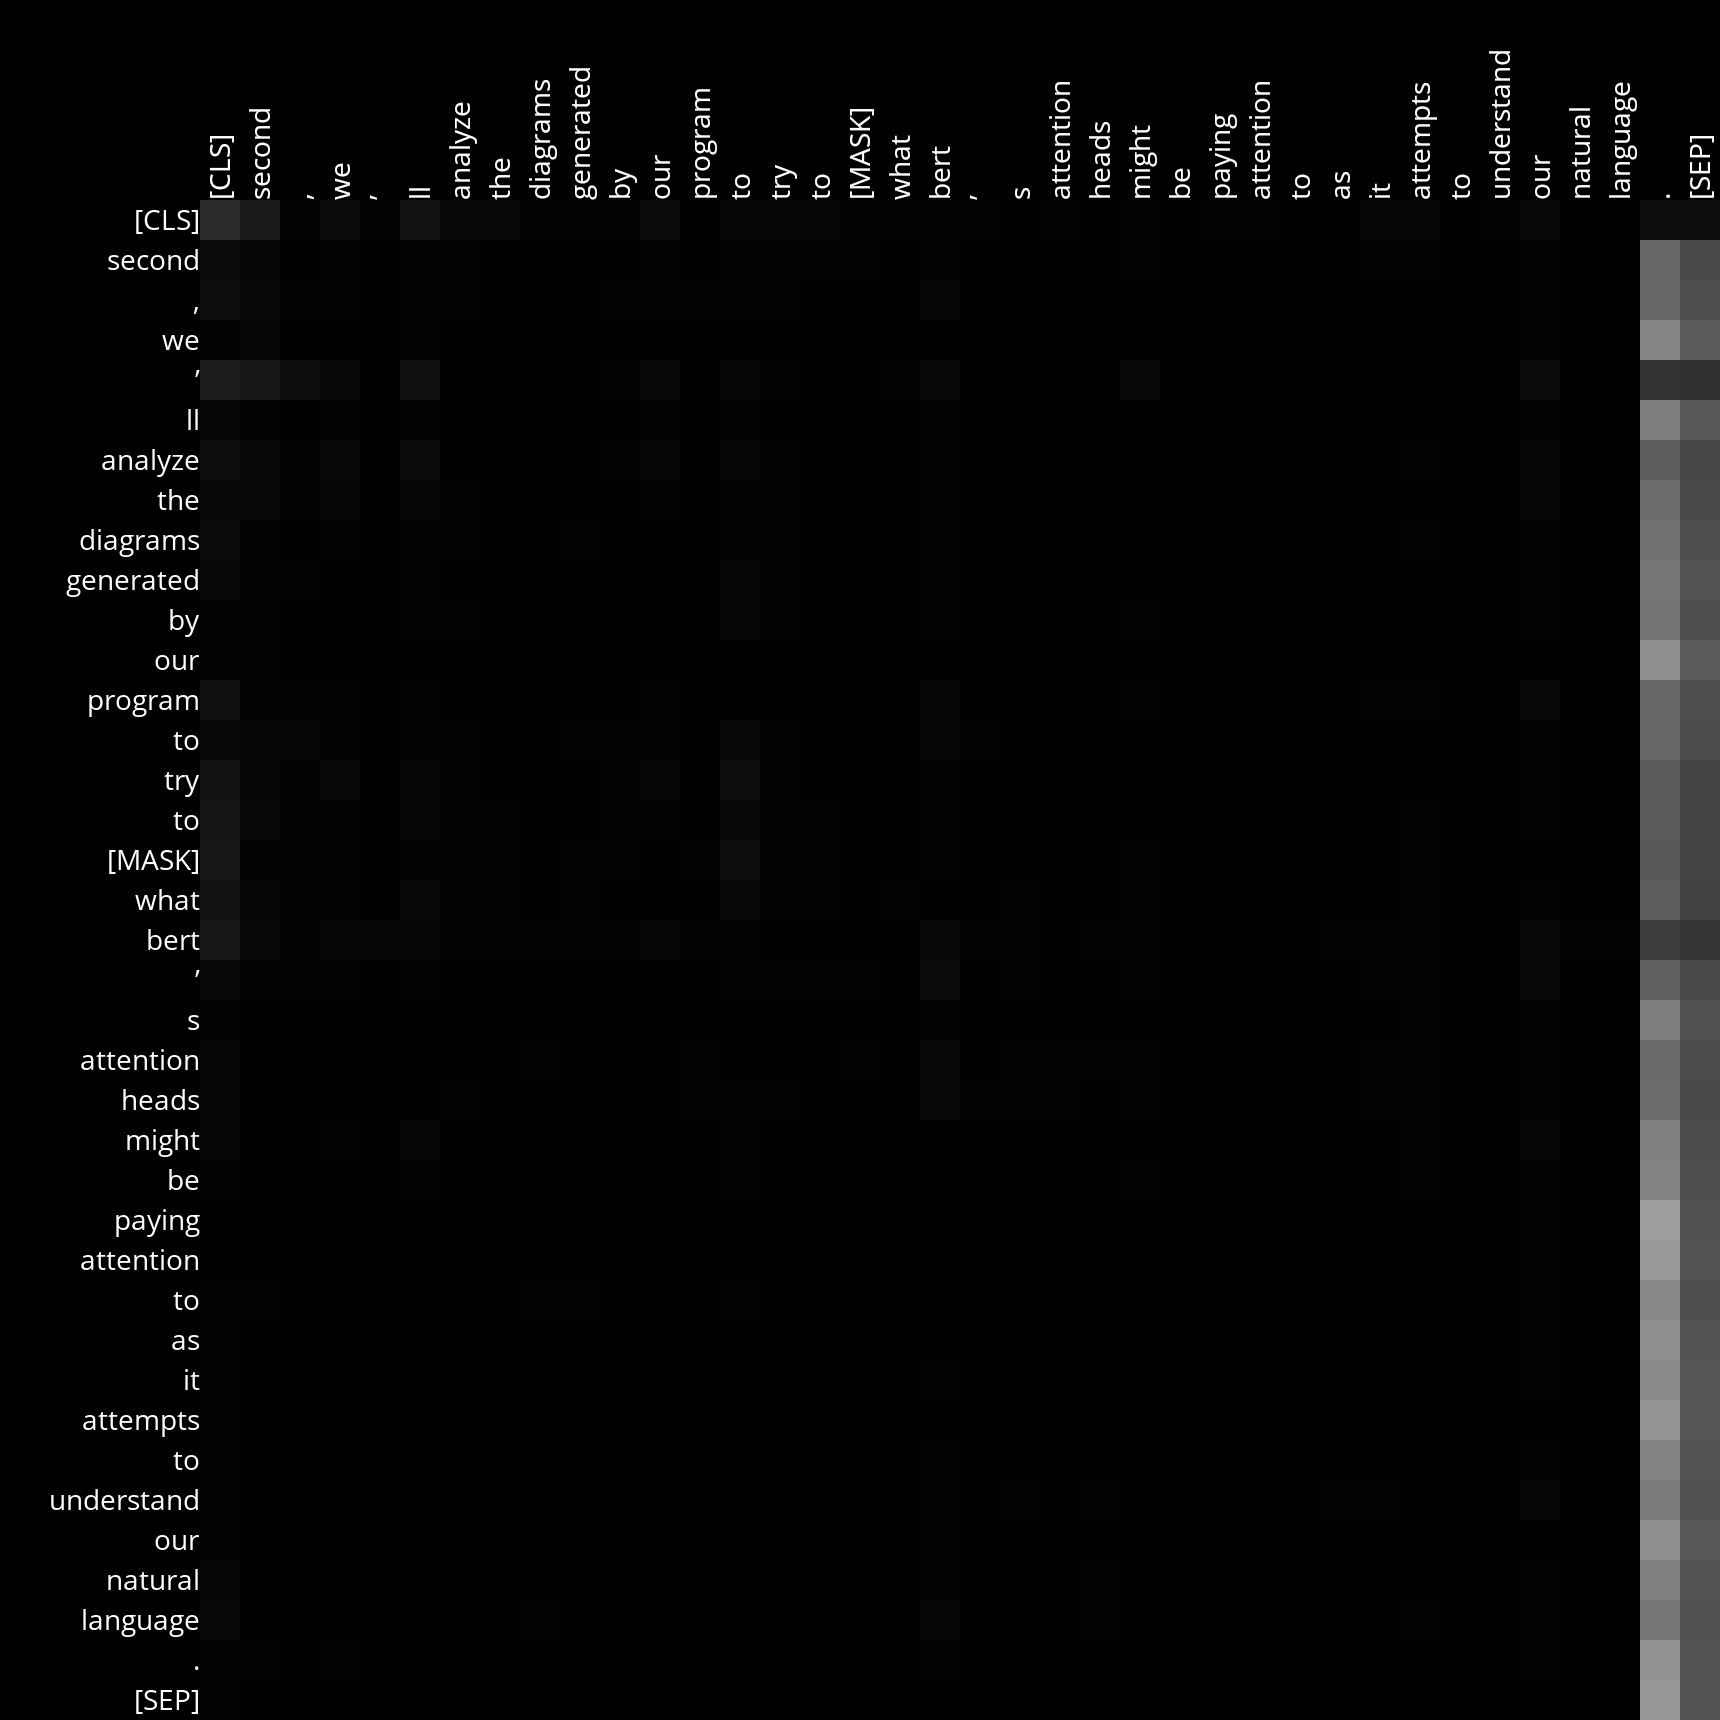 [CLS] second , we ’ ll analyze the diagrams generated by our program to try to [MASK] what bert ’ s attention heads might be paying attention to as it attempts to understand our natural language . [SEP]
[CLS]
second
,
we
’
ll
analyze
the
diagrams
generated
by
our
program
to
try
to
[MASK]
what
bert
’
s
attention
heads
might
be
paying
attention
to
as
it
attempts
to
understand
our
natural
language
.
[SEP]